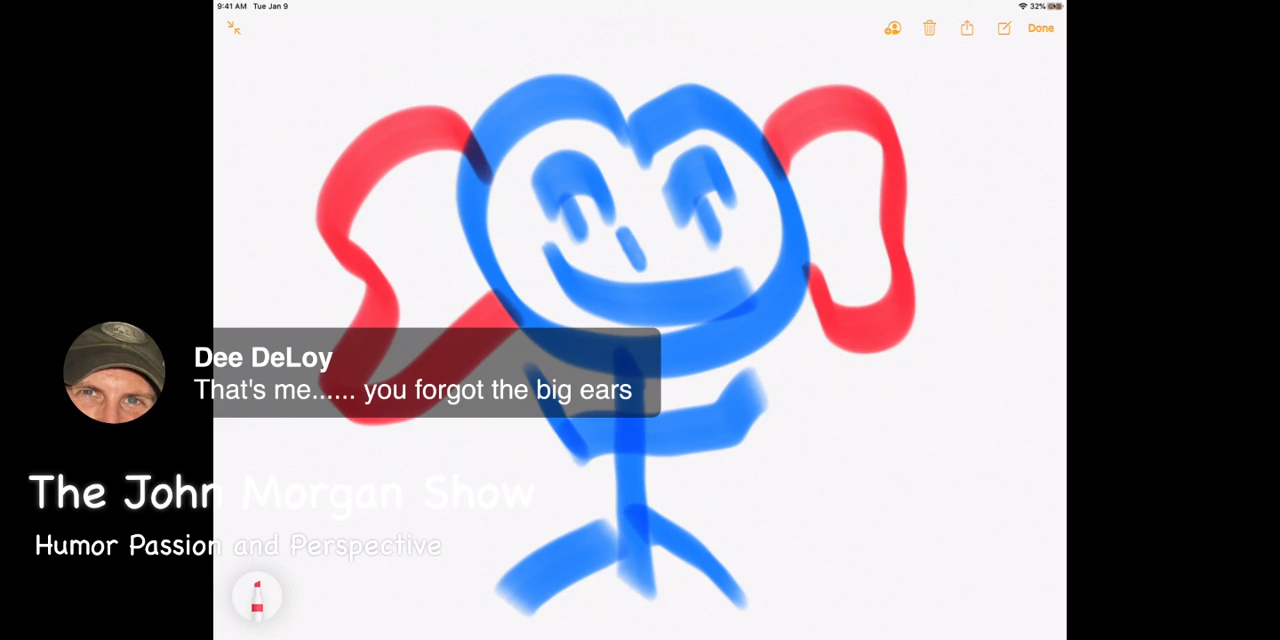 9:41 AM Tue Jan 9
32%
Done
Dee DeLoy
That's me...... you forgot the big ears
The John Morgan Show
Humor Passion and Perspective